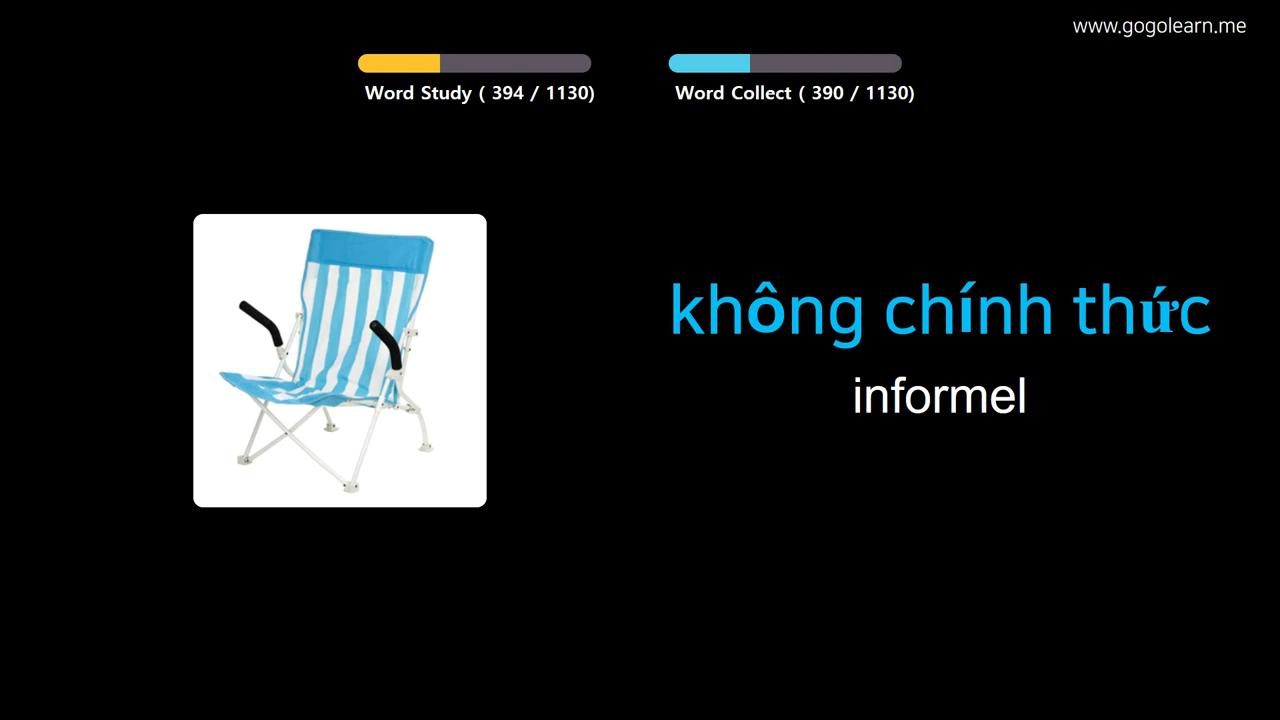 www.gogolearn.me
Word Study ( 394 / 1130)
Word Collect ( 390 / 1130)
không chính thức
informel